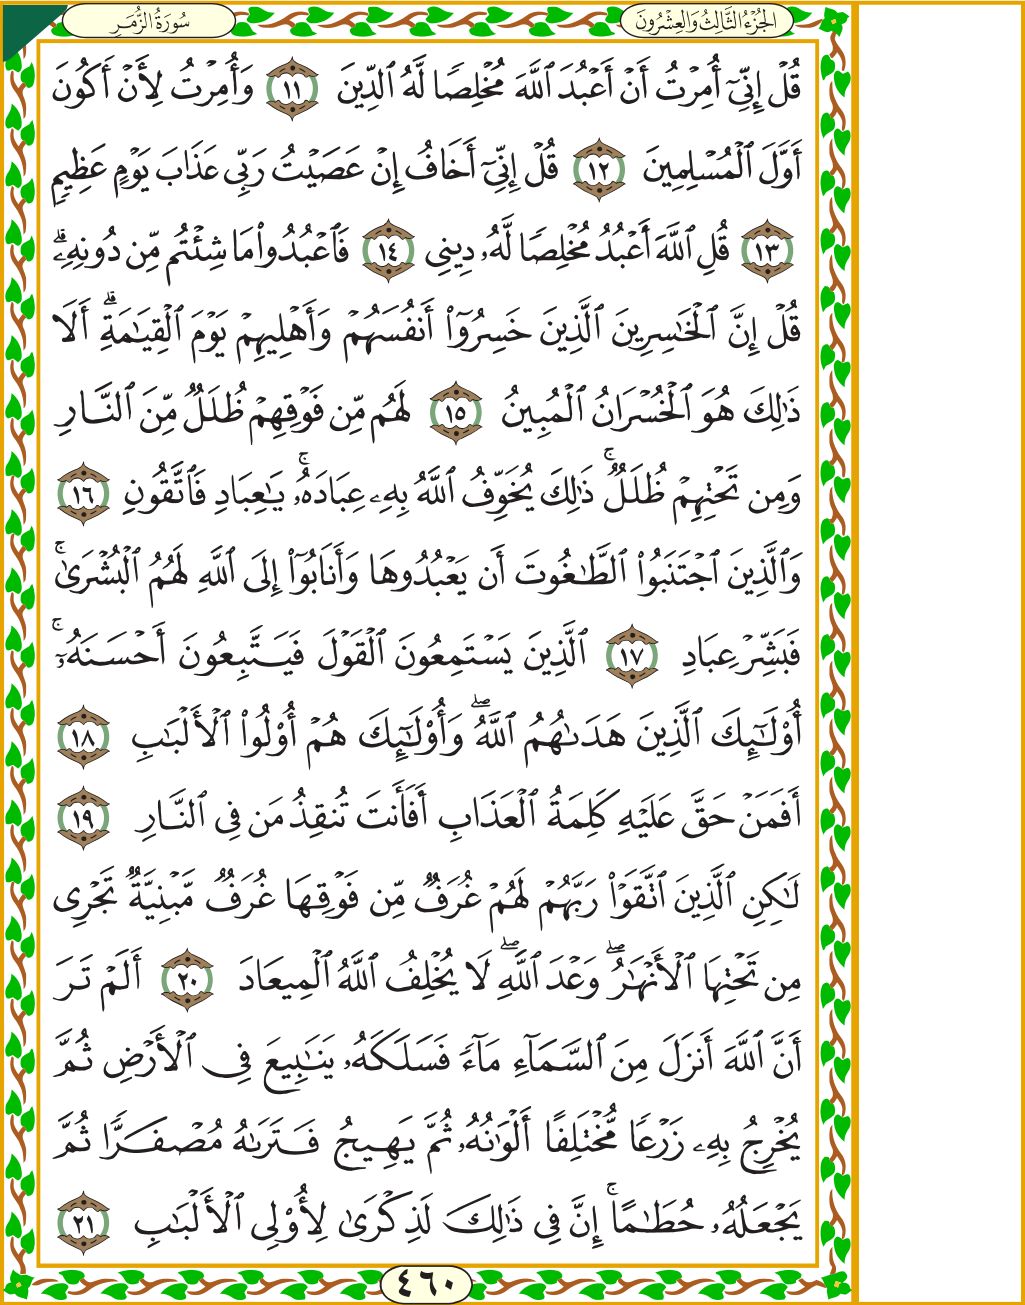 سُورَةُ الزُّمَرِ
الجُزْءُ الثَّالِثُ وَالعِشْرُونَ
قُلْ إِنِّيٓ أُمِرْتُ أَنْ أَعْبُدَ ٱللَّهَ مُخْلِصًا لَّهُ ٱلدِّينَ ١١ وَأُمِرْتُ لِأَنْ أَكُونَ
أَوَّلَ ٱلْمُسْلِمِينَ ١٢ قُلْ إِنِّيٓ أَخَافُ إِنْ عَصَيْتُ رَبِّى عَذَابَ يَوْمٍ عَظِيمٍ
١٣ قُلِ ٱللَّهَ أَعْبُدُ مُخْلِصًا لَّهُۥ دِينِى ١٤ فَٱعْبُدُوا۟ مَا شِئْتُم مِّن دُونِهِۦۗ
قُلْ إِنَّ ٱلْخَٰسِرِينَ ٱلَّذِينَ خَسِرُوٓا۟ أَنفُسَهُمْ وَأَهْلِيهِمْ يَوْمَ ٱلْقِيَٰمَةِۗ أَلَا
ذَٰلِكَ هُوَ ٱلْخُسْرَانُ ٱلْمُبِينُ ١٥ لَهُم مِّن فَوْقِهِمْ ظُلَلٌ مِّنَ ٱلنَّارِ
وَمِن تَحْتِهِمْ ظُلَلٌۚ ذَٰلِكَ يُخَوِّفُ ٱللَّهُ بِهِۦ عِبَادَهُۥۚ يَٰعِبَادِ فَٱتَّقُونِ ١٦
وَٱلَّذِينَ ٱجْتَنَبُوا۟ ٱلطَّٰغُوتَ أَن يَعْبُدُوهَا وَأَنَابُوٓا۟ إِلَى ٱللَّهِ لَهُمُ ٱلْبُشْرَىٰۚ
فَبَشِّرْ عِبَادِ ١٧ ٱلَّذِينَ يَسْتَمِعُونَ ٱلْقَوْلَ فَيَتَّبِعُونَ أَحْسَنَهُۥٓۚ
أُو۟لَٰٓئِكَ ٱلَّذِينَ هَدَىٰهُمُ ٱللَّهُۖ وَأُو۟لَٰٓئِكَ هُمْ أُو۟لُوا۟ ٱلْأَلْبَٰبِ ١٨
أَفَمَنْ حَقَّ عَلَيْهِ كَلِمَةُ ٱلْعَذَابِ أَفَأَنتَ تُنقِذُ مَن فِى ٱلنَّارِ ١٩
لَٰكِنِ ٱلَّذِينَ ٱتَّقَوْا۟ رَبَّهُمْ لَهُمْ غُرَفٌ مِّن فَوْقِهَا غُرَفٌ مَّبْنِيَّةٌ تَجْرِى
مِن تَحْتِهَا ٱلْأَنْهَٰرُۖ وَعْدَ ٱللَّهِۖ لَا يُخْلِفُ ٱللَّهُ ٱلْمِيعَادَ ٢٠ أَلَمْ تَرَ
أَنَّ ٱللَّهَ أَنزَلَ مِنَ ٱلسَّمَآءِ مَآءً فَسَلَكَهُۥ يَنَٰبِيعَ فِى ٱلْأَرْضِ ثُمَّ
يُخْرِجُ بِهِۦ زَرْعًا مُّخْتَلِفًا أَلْوَٰنُهُۥ ثُمَّ يَهِيجُ فَتَرَىٰهُ مُصْفَرًّا ثُمَّ
يَجْعَلُهُۥ حُطَٰمًاۚ إِنَّ فِى ذَٰلِكَ لَذِكْرَىٰ لِأُو۟لِى ٱلْأَلْبَٰبِ ٢١
٤٦٠